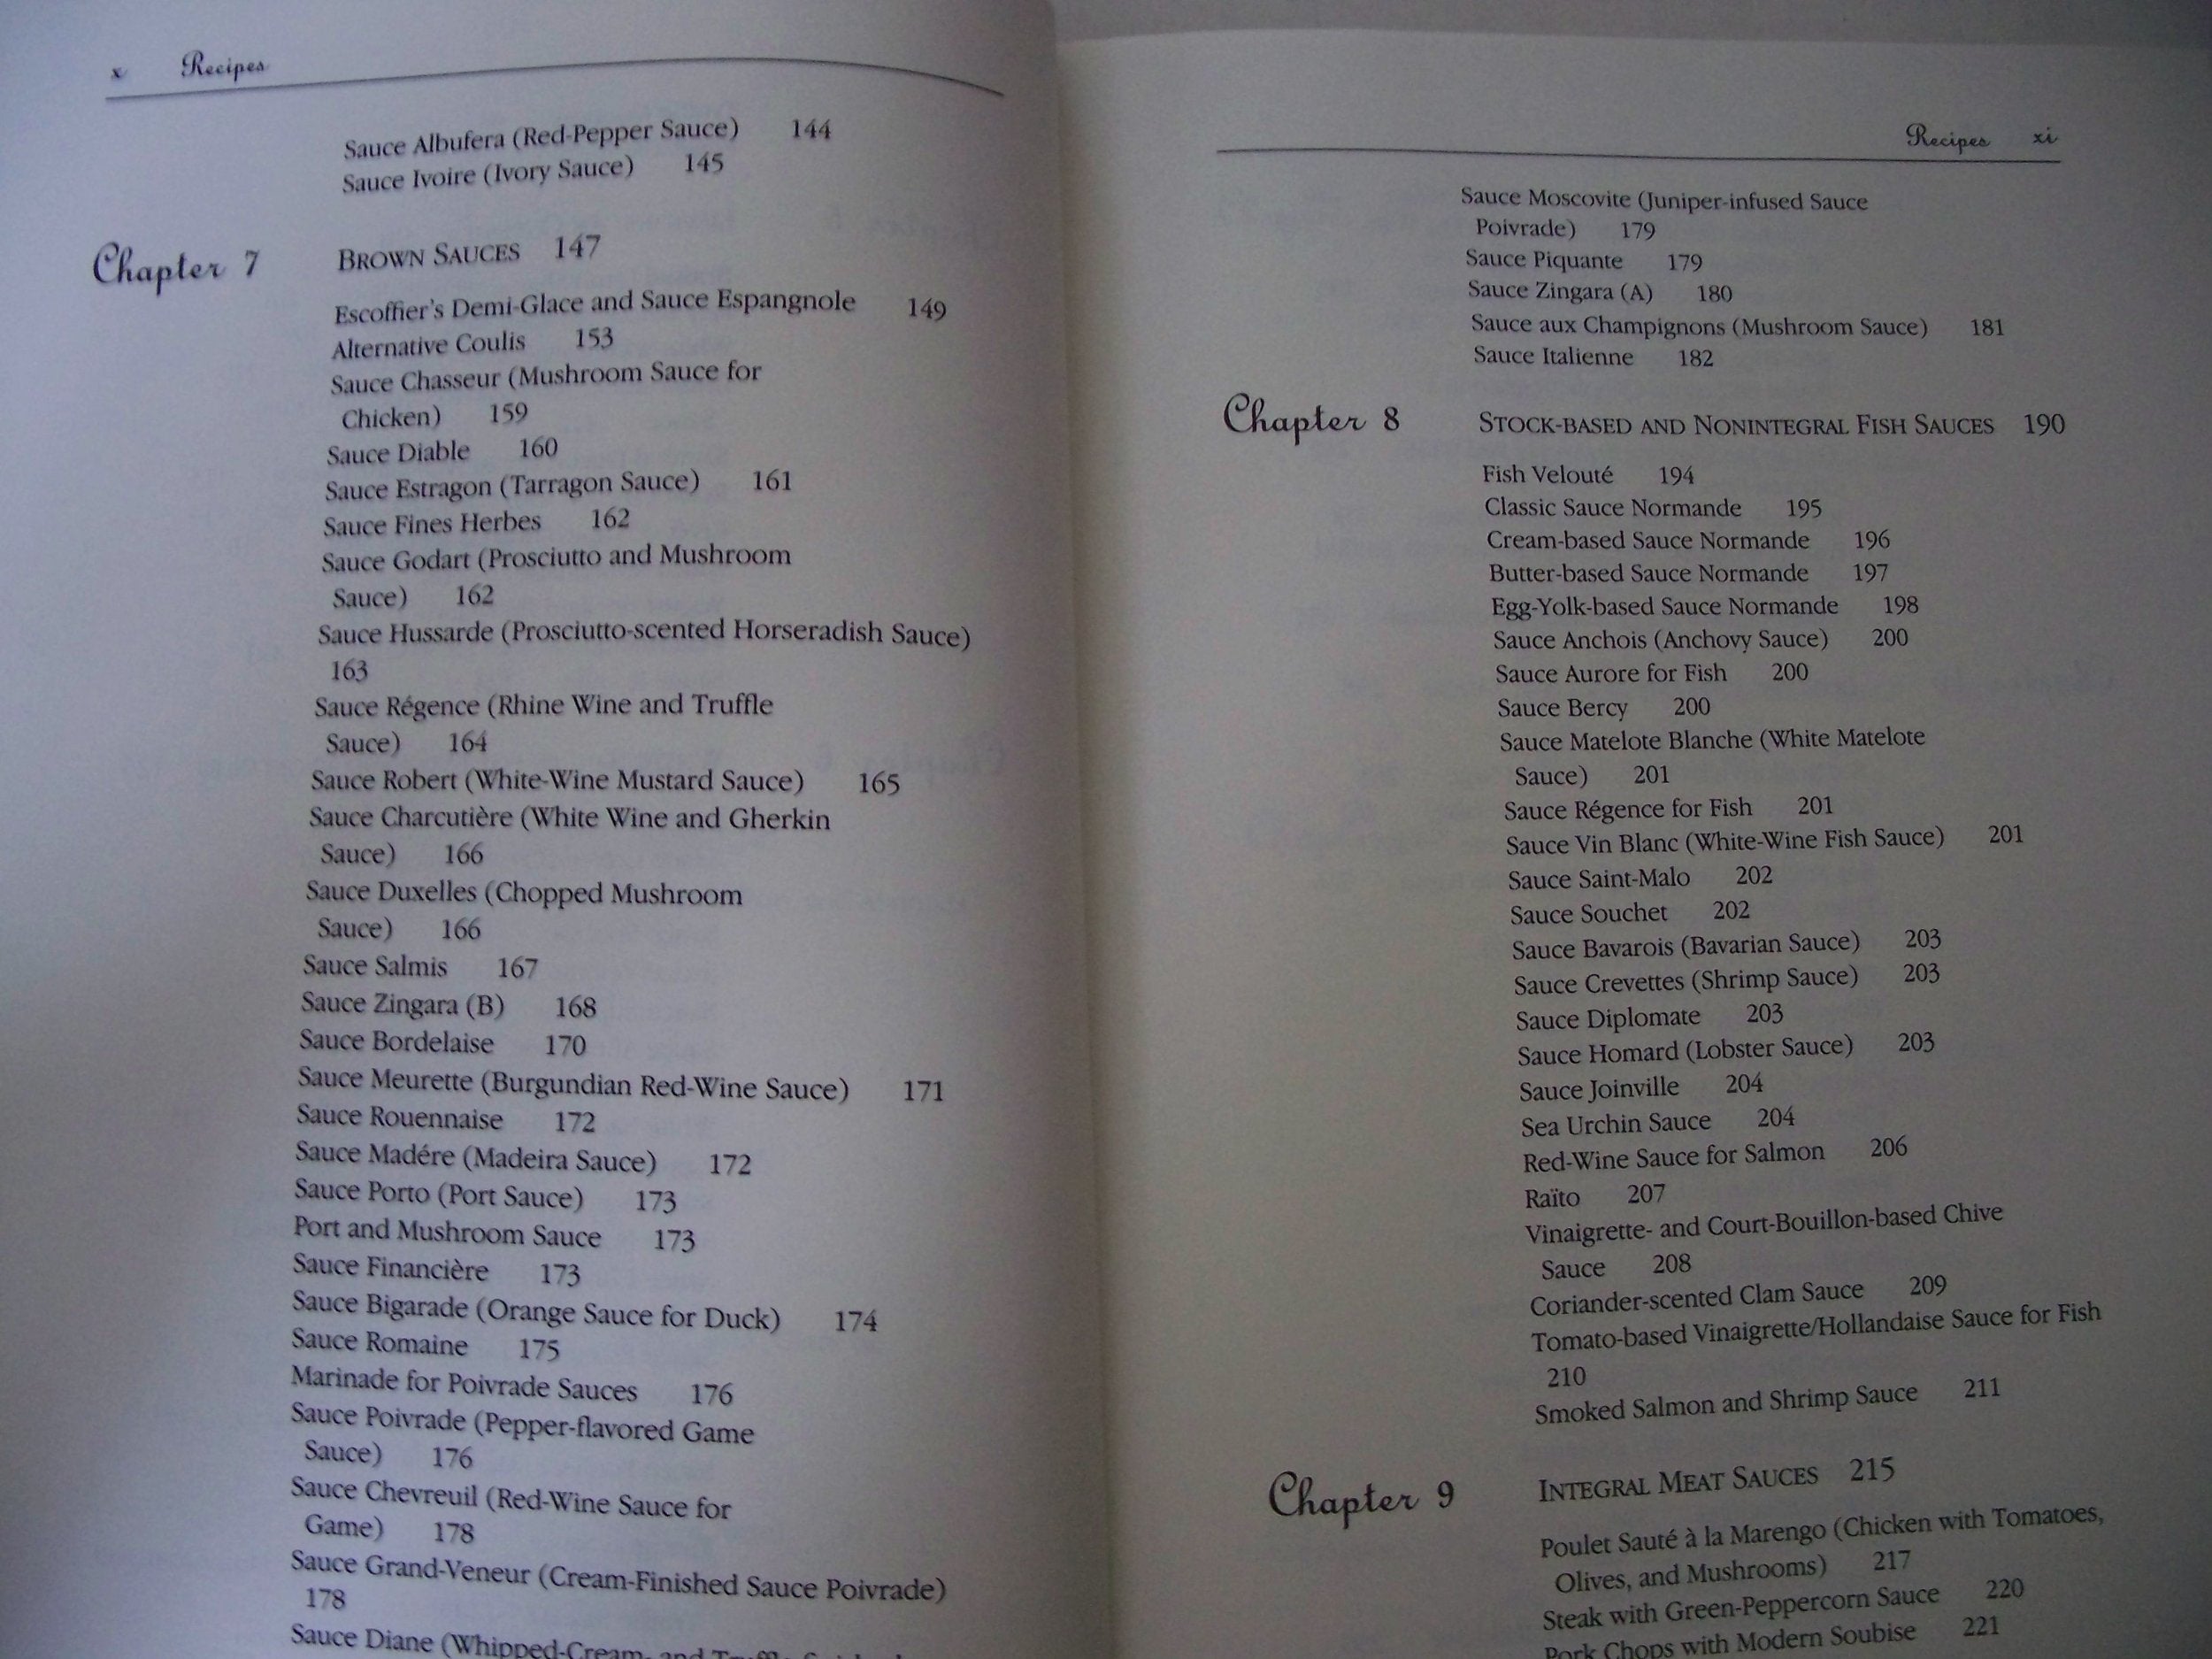 x Recipes
Sauce Albufera (Red-Pepper Sauce) 144
Sauce Ivoire (Ivory Sauce) 145
Chapter 7 BROWN SAUCES 147
Escoffier's Demi-Glace and Sauce Espangnole 149
Alternative Coulis 153
Sauce Chasseur (Mushroom Sauce for
Chicken) 159
Sauce Diable 160
Sauce Estragon (Tarragon Sauce) 161
Sauce Fines Herbes 162
Sauce Godart (Prosciutto and Mushroom
Sauce) 162
Sauce Hussarde (Prosciutto-scented Horseradish Sauce)
163
Sauce Régence (Rhine Wine and Truffle
Sauce) 164
Sauce Robert (White-Wine Mustard Sauce) 165
Sauce Charcutière (White Wine and Gherkin
Sauce) 166
Sauce Duxelles (Chopped Mushroom
Sauce) 166
Sauce Salmis 167
Sauce Zingara (B) 168
Sauce Bordelaise 170
Sauce Meurette (Burgundian Red-Wine Sauce) 171
Sauce Rouennaise 172
Sauce Madére (Madeira Sauce) 172
Sauce Porto (Port Sauce) 173
Port and Mushroom Sauce 173
Sauce Financière 173
Sauce Bigarade (Orange Sauce for Duck) 174
Sauce Romaine 175
Marinade for Poivrade Sauces 176
Sauce Poivrade (Pepper-flavored Game
Sauce) 176
Sauce Chevreuil (Red-Wine Sauce for
Game) 178
Sauce Grand-Veneur (Cream-Finished Sauce Poivrade)
178
Sauce Diane (Whipped-Cream- and
Recipes xi
Sauce Moscovite (Juniper-infused Sauce
Poivrade) 179
Sauce Piquante 179
Sauce Zingara (A) 180
Sauce aux Champignons (Mushroom Sauce) 181
Sauce Italienne 182
Chapter 8 STOCK-BASED AND NONINTEGRAL FISH SAUCES 190
Fish Velouté 194
Classic Sauce Normande 195
Cream-based Sauce Normande 196
Butter-based Sauce Normande 197
Egg-Yolk-based Sauce Normande 198
Sauce Anchois (Anchovy Sauce) 200
Sauce Aurore for Fish 200
Sauce Bercy 200
Sauce Matelote Blanche (White Matelote
Sauce) 201
Sauce Régence for Fish 201
Sauce Vin Blanc (White-Wine Fish Sauce) 201
Sauce Saint-Malo 202
Sauce Souchet 202
Sauce Bavarois (Bavarian Sauce) 203
Sauce Crevettes (Shrimp Sauce) 203
Sauce Diplomate 203
Sauce Homard (Lobster Sauce) 203
Sauce Joinville 204
Sea Urchin Sauce 204
Red-Wine Sauce for Salmon 206
Raïto 207
Vinaigrette- and Court-Bouillon-based Chive
Sauce 208
Coriander-scented Clam Sauce 209
Tomato-based Vinaigrette/Hollandaise Sauce for Fish
210
Smoked Salmon and Shrimp Sauce 211
Chapter 9 INTEGRAL MEAT SAUCES 215
Poulet Sauté à la Marengo (Chicken with Tomatoes,
Olives, and Mushrooms) 217
Steak with Green-Peppercorn Sauce 220
Pork Chops with Modern Soubise 221